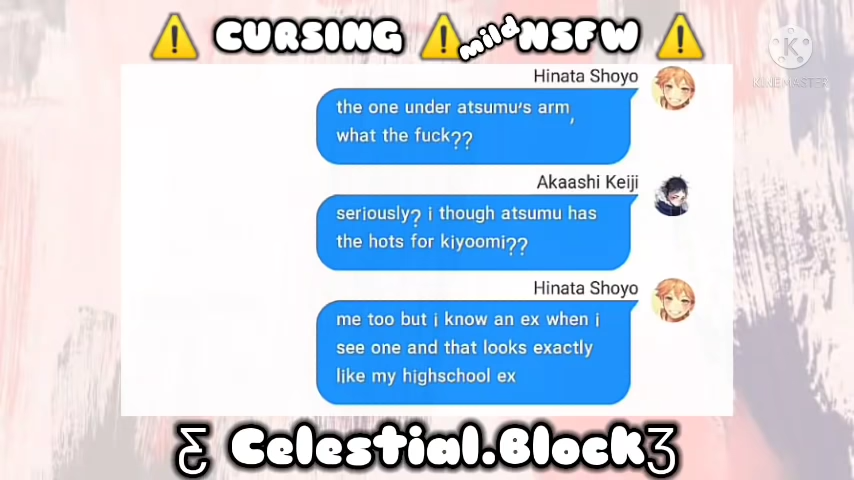 ⚠️ CURSING ⚠️ mild NSFW ⚠️
K
KINEMASTER
Hinata Shoyo
the one under atsumu's arm,
what the fuck??
Akaashi Keiji
seriously? i though atsumu has
the hots for kiyoomi??
Hinata Shoyo
me too but i know an ex when i
see one and that looks exactly
like my highschool ex
Ƹ Celestial.Block Ʒ